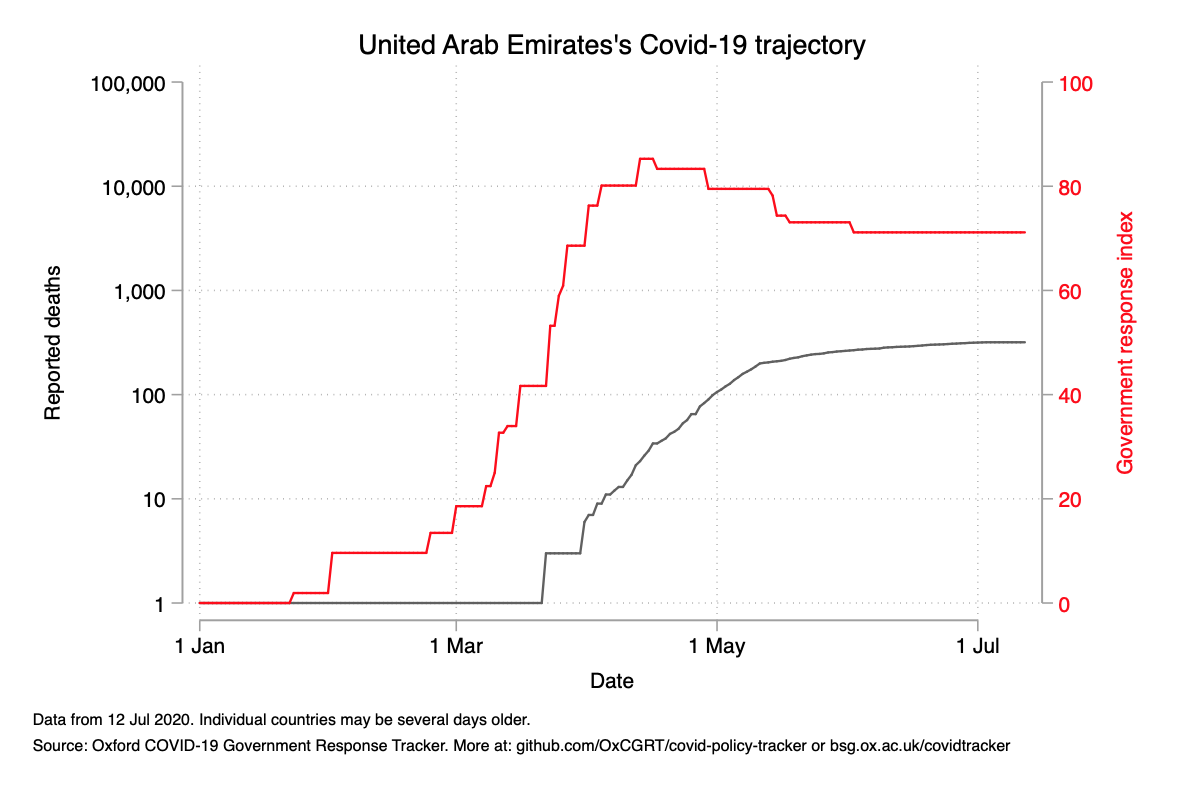 United Arab Emirates's Covid-19 trajectory
100,000
10,000
1,000
100
10
1
Reported deaths
100
80
60
40
20
0
Government response index
1 Jan
1 Mar
1 May
1 Jul
Date
Data from 12 Jul 2020. Individual countries may be several days older.
Source: Oxford COVID-19 Government Response Tracker. More at: github.com/OxCGRT/covid-policy-tracker or bsg.ox.ac.uk/covidtracker